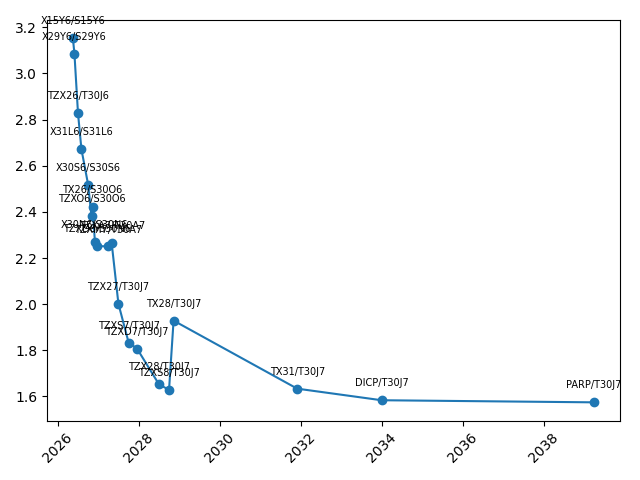 X15Y6/S15Y6
3.2
X29Y6/S29Y6
3.0
TZX26/T30J6
2.8
X31L6/S31L6
2.6
X30S6/S30S6
TX26/S30O6
TZXO6/S30O6
2.4
2.2
TZX27/T30J7
TX28/T30J7
2.0
TZXS7/T30J7
TZXD7/T30J7
1.8
TZX28/T30J7
TZXS8/T30J7
TX31/T30J7
DICP/T30J7
PARP/T30J7
1.6
2026
2028
2030
2032
2034
2036
2038